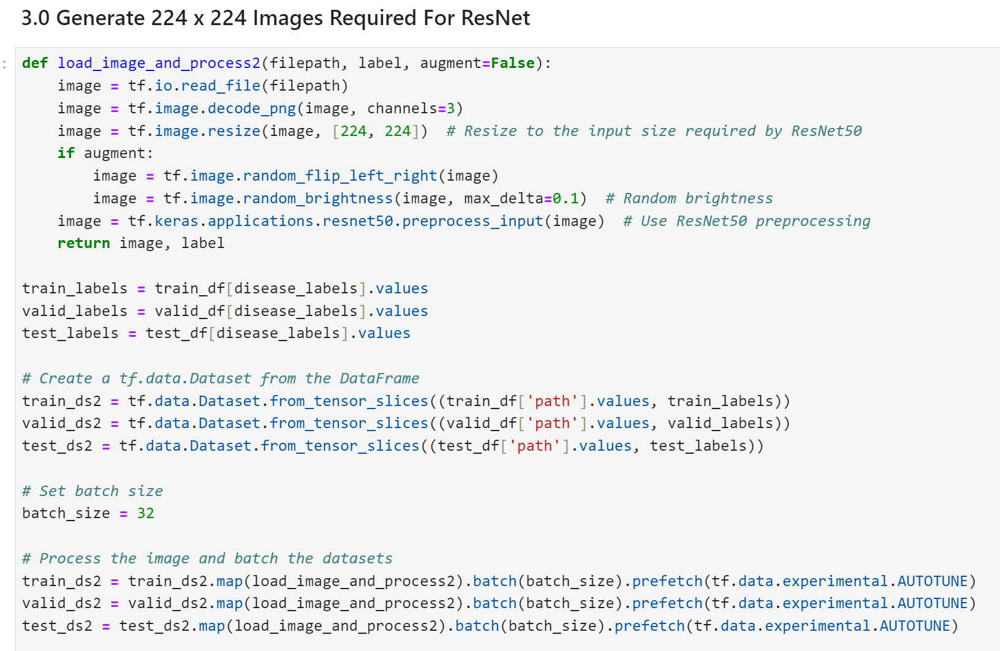 3.0 Generate 224 x 224 Images Required For ResNet
:
def load_image_and_process2(filepath, label, augment=False):
    image = tf.io.read_file(filepath)
    image = tf.image.decode_png(image, channels=3)
    image = tf.image.resize(image, [224, 224])  # Resize to the input size required by ResNet50
    if augment:
        image = tf.image.random_flip_left_right(image)
        image = tf.image.random_brightness(image, max_delta=0.1)  # Random brightness
    image = tf.keras.applications.resnet50.preprocess_input(image)  # Use ResNet50 preprocessing
    return image, label

train_labels = train_df[disease_labels].values
valid_labels = valid_df[disease_labels].values
test_labels = test_df[disease_labels].values

# Create a tf.data.Dataset from the DataFrame
train_ds2 = tf.data.Dataset.from_tensor_slices((train_df['path'].values, train_labels))
valid_ds2 = tf.data.Dataset.from_tensor_slices((valid_df['path'].values, valid_labels))
test_ds2 = tf.data.Dataset.from_tensor_slices((test_df['path'].values, test_labels))

# Set batch size
batch_size = 32

# Process the image and batch the datasets
train_ds2 = train_ds2.map(load_image_and_process2).batch(batch_size).prefetch(tf.data.experimental.AUTOTUNE)
valid_ds2 = valid_ds2.map(load_image_and_process2).batch(batch_size).prefetch(tf.data.experimental.AUTOTUNE)
test_ds2 = test_ds2.map(load_image_and_process2).batch(batch_size).prefetch(tf.data.experimental.AUTOTUNE)